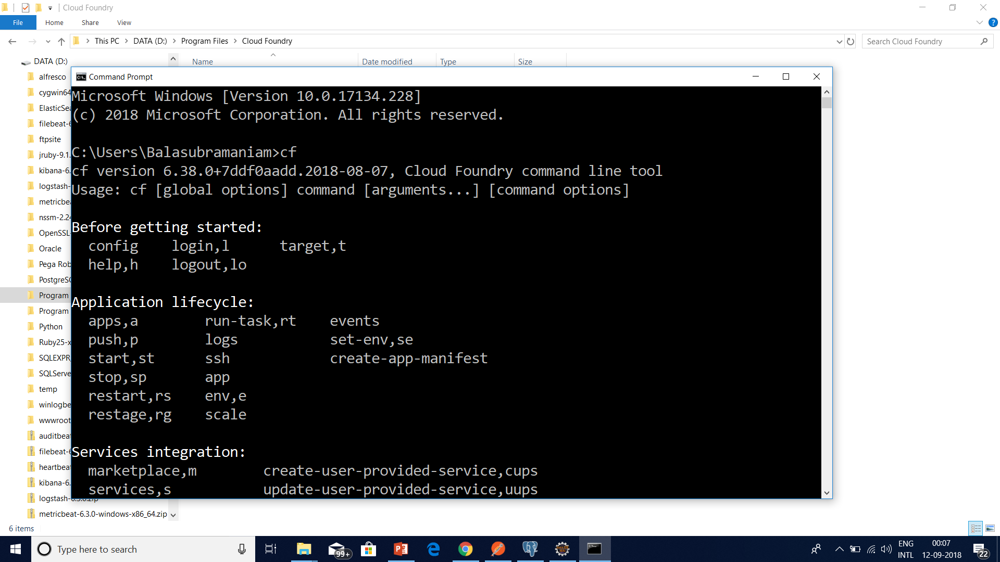 Cloud Foundry
File Home Share View
This PC DATA (D:) Program Files Cloud Foundry
Search Cloud Foundry
Name Date modified Type Size
DATA (D:)
alfresco
cygwin64
ElasticSea
filebeat-6
ftpsite
jruby-9.1.
kibana-6.
logstash-
metricbea
nssm-2.24
OpenSSL-
Oracle
Pega Rob
PostgreSQ
Program
Program
Python
Ruby25-x
SQLEXPR
SQLServe
temp
winlogbe
wwwroot
auditbeat
filebeat-6
heartbeat
kibana-6.
logstash-6.3.0.zip
metricbeat-6.3.0-windows-x86_64.zip
6 items
Command Prompt
Microsoft Windows [Version 10.0.17134.228]
(c) 2018 Microsoft Corporation. All rights reserved.
C:\Users\Balasubramaniam>cf
cf version 6.38.0+7ddf0aadd.2018-08-07, Cloud Foundry command line tool
Usage: cf [global options] command [arguments...] [command options]
Before getting started:
config login,l target,t
help,h logout,lo
Application lifecycle:
apps,a run-task,rt events
push,p logs set-env,se
start,st ssh create-app-manifest
stop,sp app
restart,rs env,e
restage,rg scale
Services integration:
marketplace,m create-user-provided-service,cups
services,s update-user-provided-service,uups
Type here to search
99+
ENG
INTL
00:07
12-09-2018
22